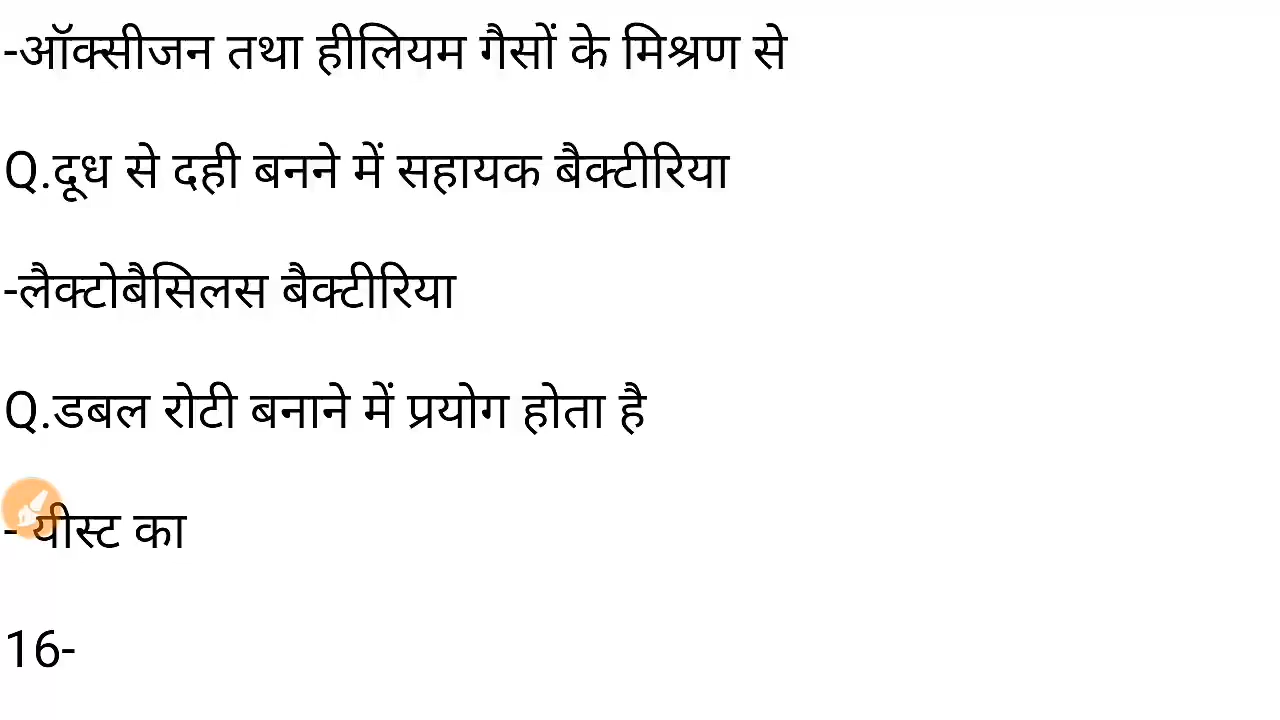 -ऑक्सीजन तथा हीलियम गैसों के मिश्रण से
Q.दूध से दही बनने में सहायक बैक्टीरिया
-लैक्टोबैसिलस बैक्टीरिया
Q.डबल रोटी बनाने में प्रयोग होता है
- यीस्ट का
16-